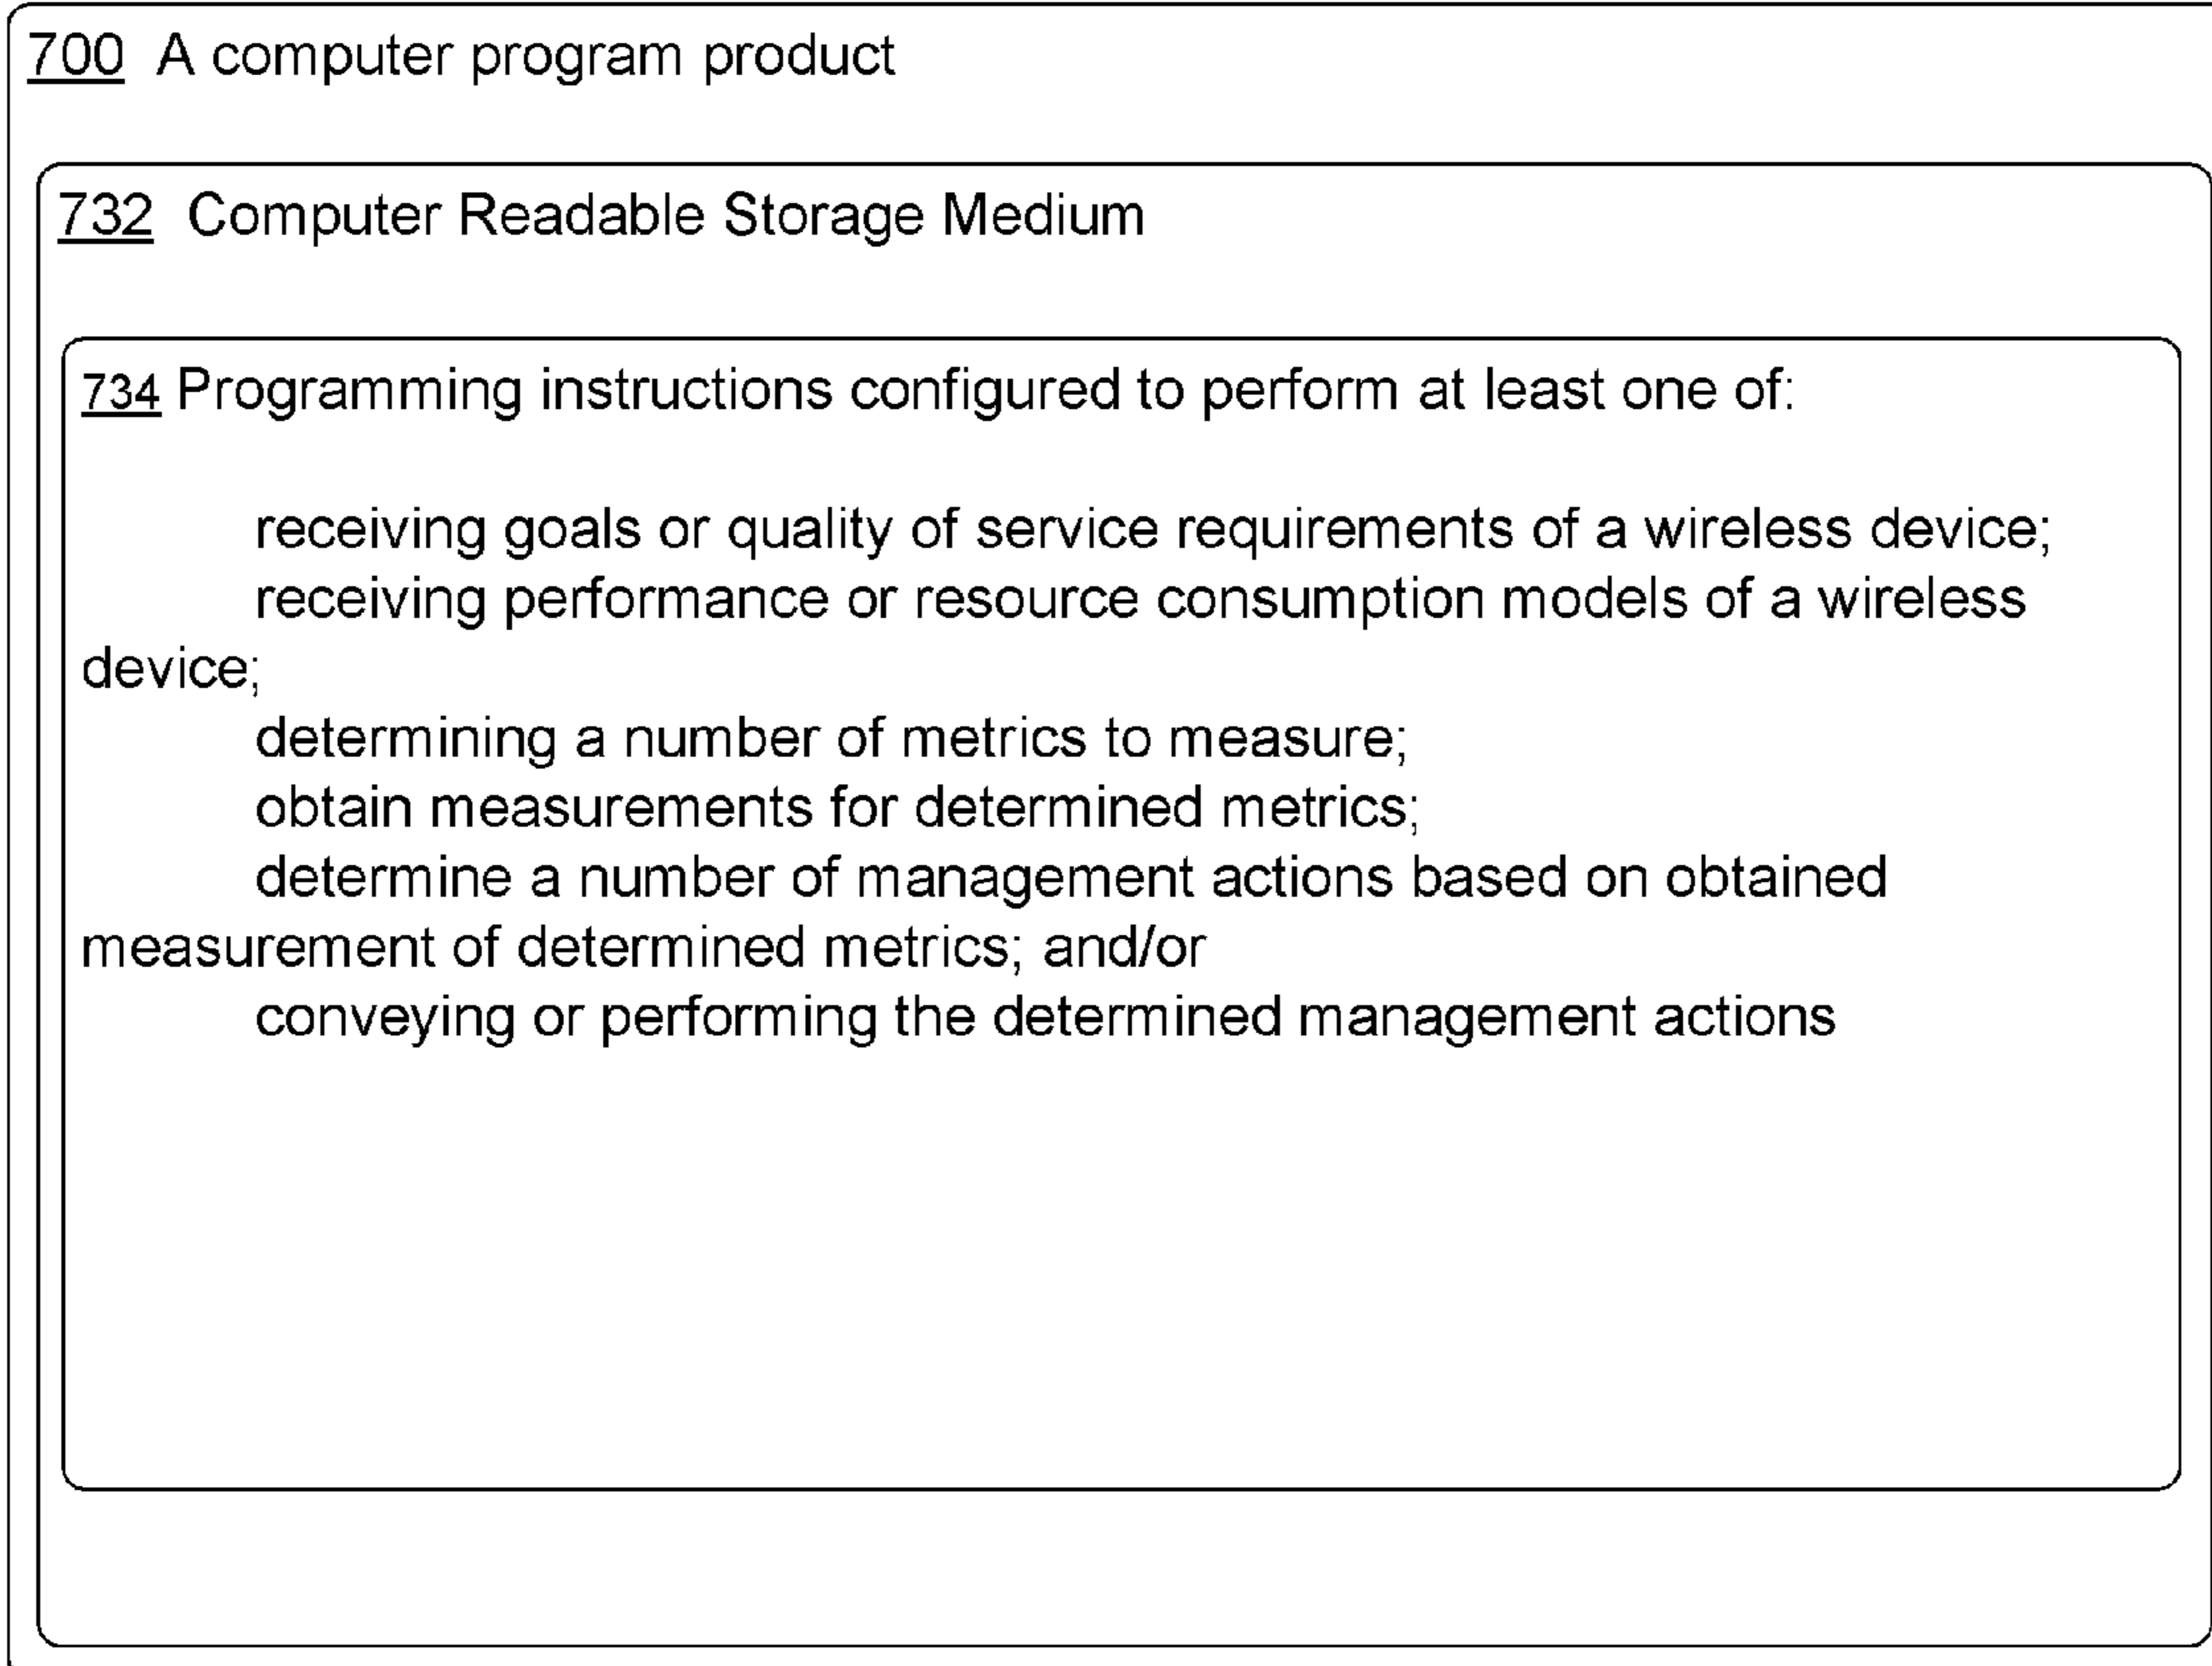 700 A computer program product
732 Computer Readable Storage Medium
734 Programming instructions configured to perform at least one of:
receiving goals or quality of service requirements of a wireless device;
receiving performance or resource consumption models of a wireless
device;
determining a number of metrics to measure;
obtain measurements for determined metrics;
determine a number of management actions based on obtained
measurement of determined metrics; and/or
conveying or performing the determined management actions